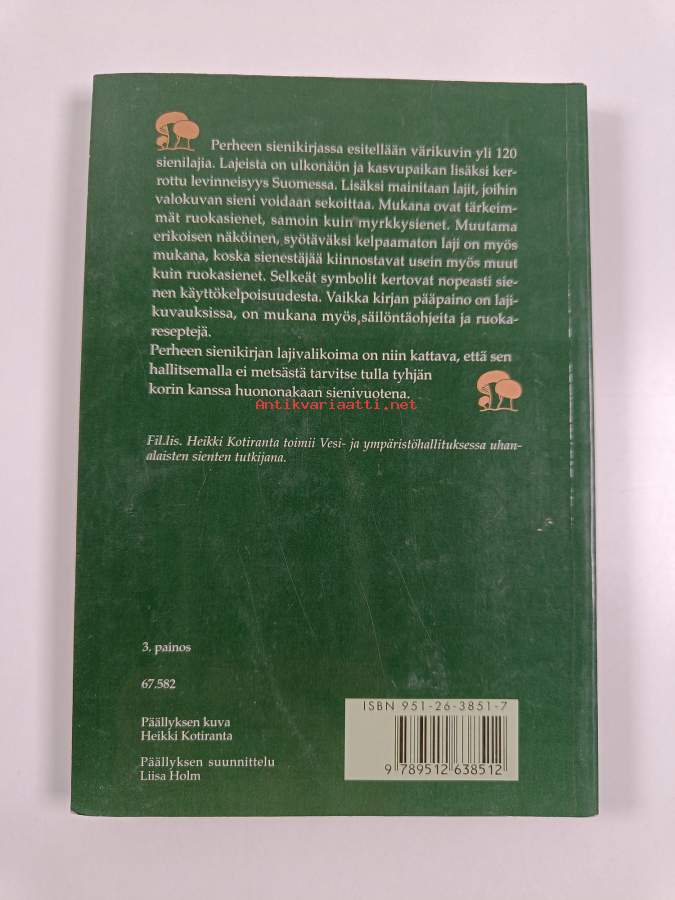 Perheen sienikirjassa esitellään värikuvin yli 120
sienilajia. Lajeista on ulkonäön ja kasvupaikan lisäksi ker-
rottu levinneisyys Suomessa. Lisäksi mainitaan lajit, joihin
valokuvan sieni voidaan sekoittaa. Mukana ovat tärkeim-
mät ruokasienet, samoin kuin myrkkysienet. Muutama
erikoisen näköinen, syötäväksi kelpaamaton laji on myös
mukana, koska sienestäjää kiinnostavat usein myös muut
kuin ruokasienet. Selkeät symbolit kertovat nopeasti sie-
nen käyttökelpoisuudesta. Vaikka kirjan pääpaino on laji-
kuvauksissa, on mukana myös säilöntäohjeita ja ruoka-
reseptejä.
Perheen sienikirjan lajivalikoima on niin kattava, että sen
hallitsemalla ei metsästä tarvitse tulla tyhjän
korin kanssa huononakaan sienivuotena.
Antikvariaatti.net
Fil.lis. Heikki Kotiranta toimii Vesi- ja ympäristöhallituksessa uhan-
alaisten sienten tutkijana.
3. painos
67.582
Päällyksen kuva
Heikki Kotiranta
Päällyksen suunnittelu
Liisa Holm
ISBN 951-26-3851-7
9 789512 638512